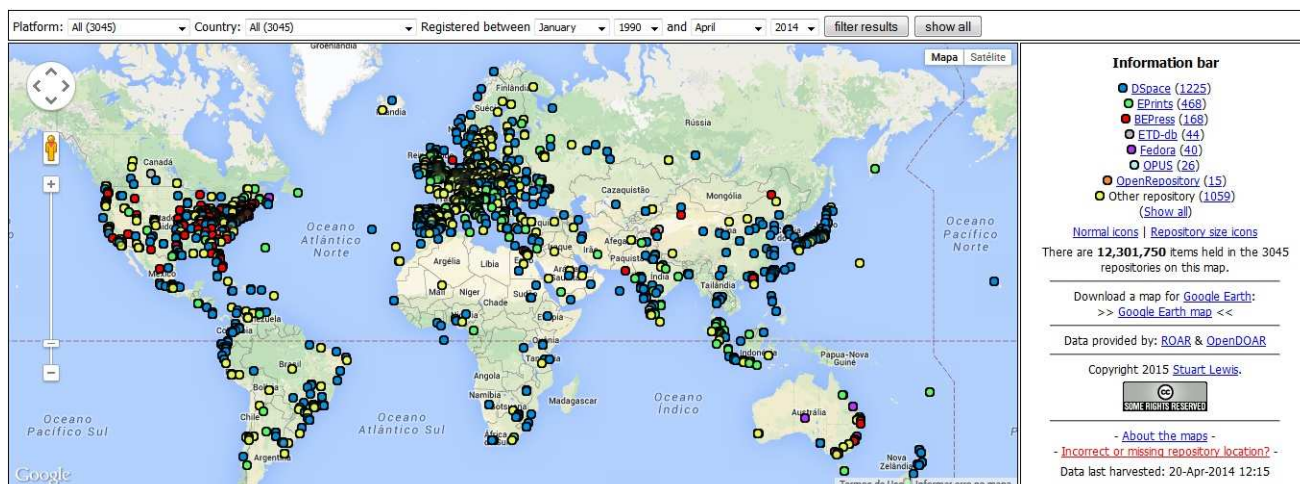 Platform: All (3045) Country: All (3045) Registered between January 1990 and April 2014 filter results show all
Groenlândia
Mapa Satélite
Finlândia
Suécia
Islândia
Rússia
Canadá
Cazaquistão
Mongólia
Oceano
Atlântico
Norte
Oceano
Pacífico
Norte
México
Argélia
Líbia
Paquistão
Índia
Mali
Níger
Chade
Tailândia
Etiópia
Quênia
Brasil
Indonésia
Papua-Nova
Guiné
Angola
Bolívia
Namíbia
Botsuana
Madagascar
Oceano
Índico
Austrália
Oceano
Pacífico Sul
Chile
Oceano
Atlântico Sul
Argentina
Nova
Zelândia
Google
Information bar
DSpace (1225)
EPrints (468)
BEPress (168)
ETD-db (44)
Fedora (40)
OPUS (26)
OpenRepository (15)
Other repository (1059)
(Show all)
Normal icons | Repository size icons
There are 12,301,750 items held in the 3045
repositories on this map.
Download a map for Google Earth:
>> Google Earth map <<
Data provided by: ROAR & OpenDOAR
Copyright 2015 Stuart Lewis.
cc
SOME RIGHTS RESERVED
- About the maps -
- Incorrect or missing repository location? -
Data last harvested: 20-Apr-2014 12:15